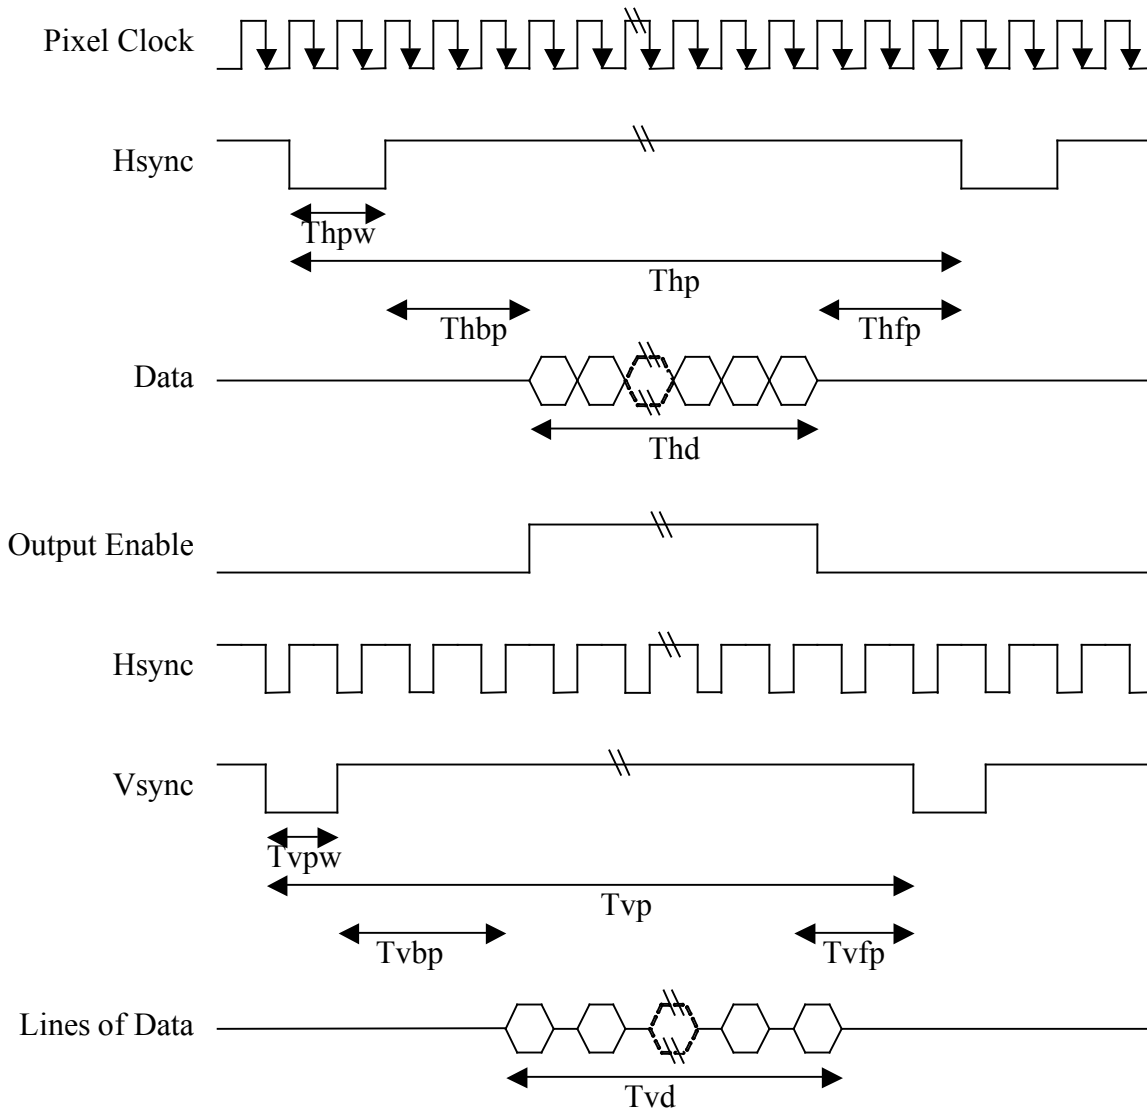 Pixel Clock
Hsync
Thpw
Thp
Thbp
Thfp
Data
Thd
Output Enable
Hsync
Vsync
Tvpw
Tvp
Tvbp
Tvfp
Lines of Data
Tvd